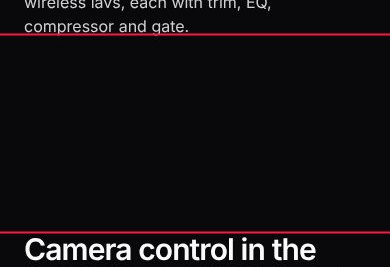 wireless lavs, each with trim, EQ,
compressor and gate.
Camera control in the